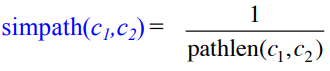 simpath(c₁,c₂) = 1 / pathlen(c₁,c₂)